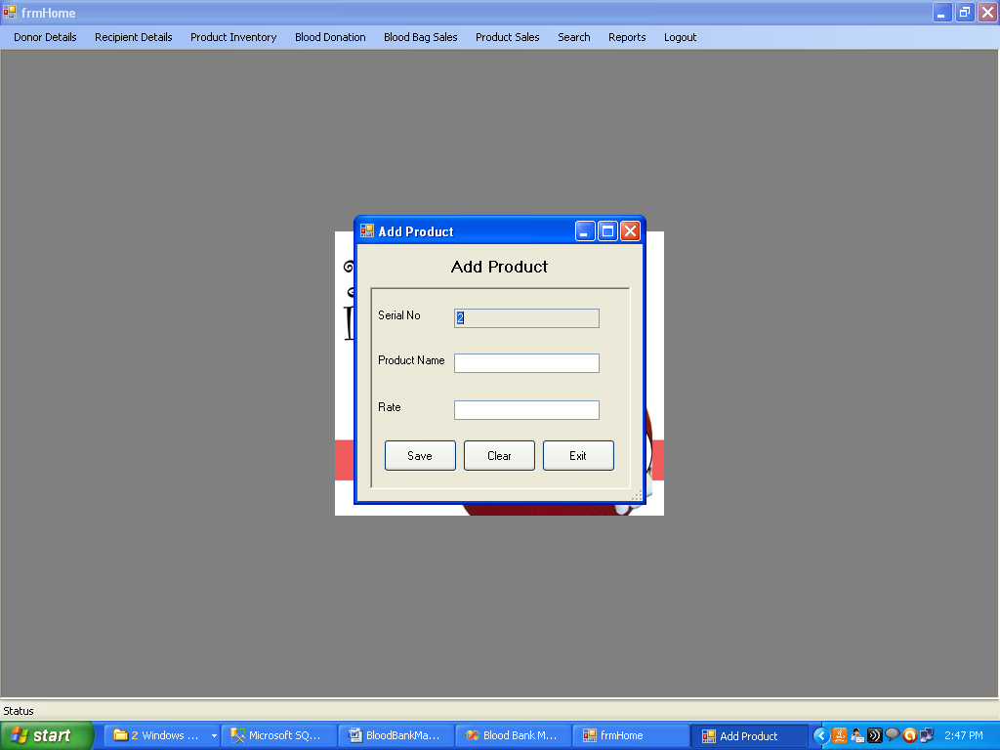 frmHome
Donor Details Recipient Details Product Inventory Blood Donation Blood Bag Sales Product Sales Search Reports Logout
Add Product
Add Product
Serial No 2
Product Name
Rate
Save Clear Exit
Status
start 2 Windows ... Microsoft SQ... BloodBankMa... Blood Bank M... frmHome Add Product 2:47 PM